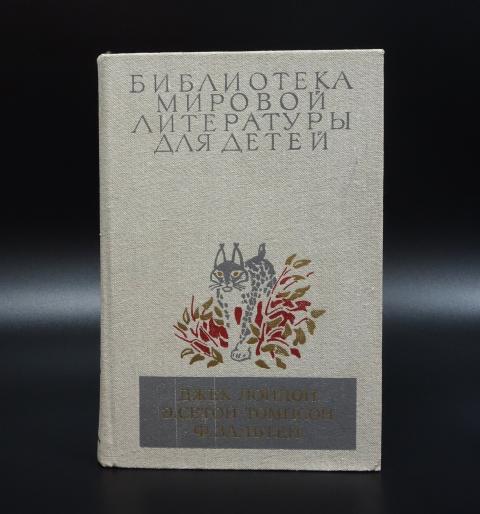 БИБЛИОТЕКА
МИРОВОЙ
ЛИТЕРАТУРЫ
ДЛЯ ДЕТЕЙ
ДЖЕК ЛОНДОН
Э.СЕТОН-ТОМПСОН
Ф.ЗАЛЬТЕН